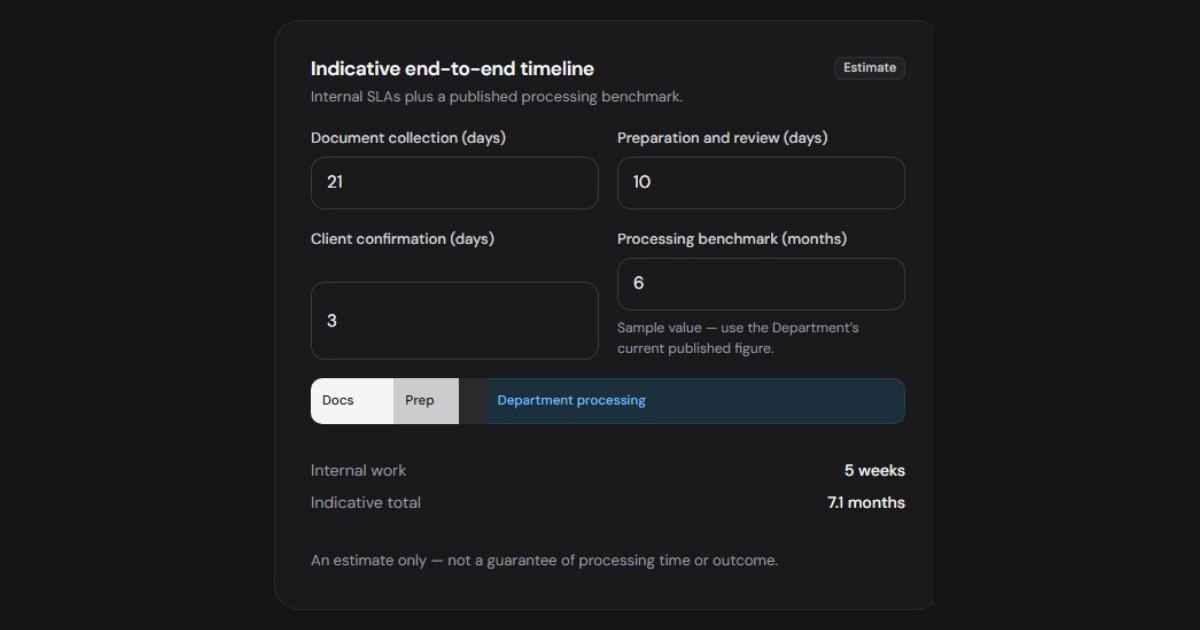 Indicative end-to-end timeline
Estimate
Internal SLAs plus a published processing benchmark.
Document collection (days)
Preparation and review (days)
21
10
Client confirmation (days)
Processing benchmark (months)
3
6
Sample value — use the Department's
current published figure.
Docs
Prep
Department processing
Internal work
5 weeks
Indicative total
7.1 months
An estimate only — not a guarantee of processing time or outcome.